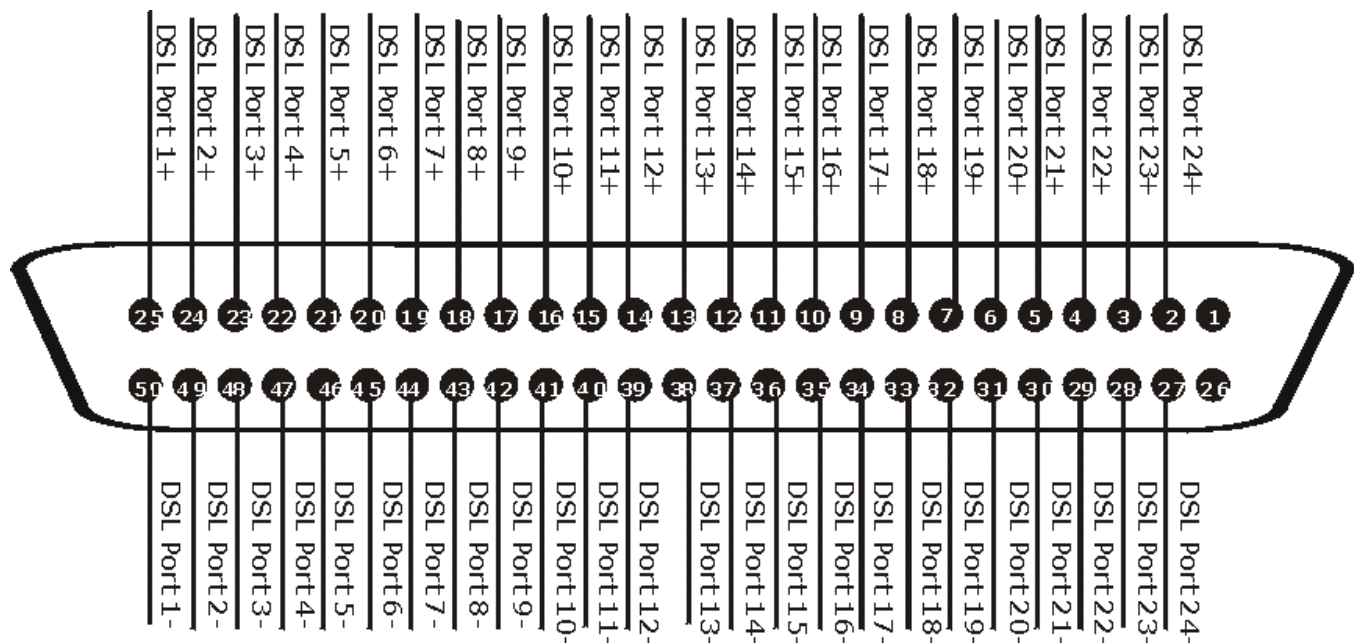 DSL Port 1+
DSL Port 2+
DSL Port 3+
DSL Port 4+
DSL Port 5+
DSL Port 6+
DSL Port 7+
DSL Port 8+
DSL Port 9+
DSL Port 10+
DSL Port 11+
DSL Port 12+
DSL Port 13+
DSL Port 14+
DSL Port 15+
DSL Port 16+
DSL Port 17+
DSL Port 18+
DSL Port 19+
DSL Port 20+
DSL Port 21+
DSL Port 22+
DSL Port 23+
DSL Port 24+
25 24 23 22 21 20 19 18 17 16 15 14 13 12 11 10 9 8 7 6 5 4 3 2 1
50 49 48 47 46 45 44 43 42 41 40 39 38 37 36 35 34 33 32 31 30 29 28 27 26
DSL Port 1-
DSL Port 2-
DSL Port 3-
DSL Port 4-
DSL Port 5-
DSL Port 6-
DSL Port 7-
DSL Port 8-
DSL Port 9-
DSL Port 10-
DSL Port 11-
DSL Port 12-
DSL Port 13-
DSL Port 14-
DSL Port 15-
DSL Port 16-
DSL Port 17-
DSL Port 18-
DSL Port 19-
DSL Port 20-
DSL Port 21-
DSL Port 22-
DSL Port 23-
DSL Port 24-